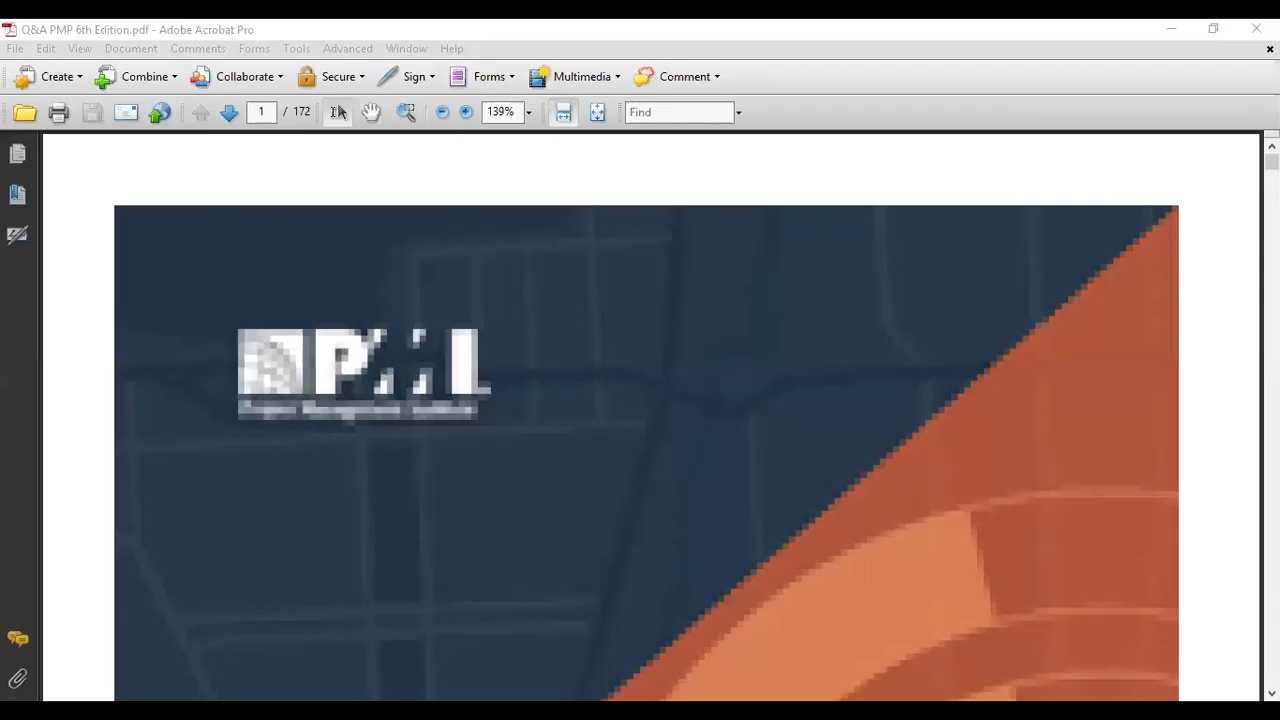 Q&A PMP 6th Edition.pdf - Adobe Acrobat Pro
File Edit View Document Comments Forms Tools Advanced Window Help
Create Combine Collaborate Secure Sign Forms Multimedia Comment
1 / 172 139% Find
PMI